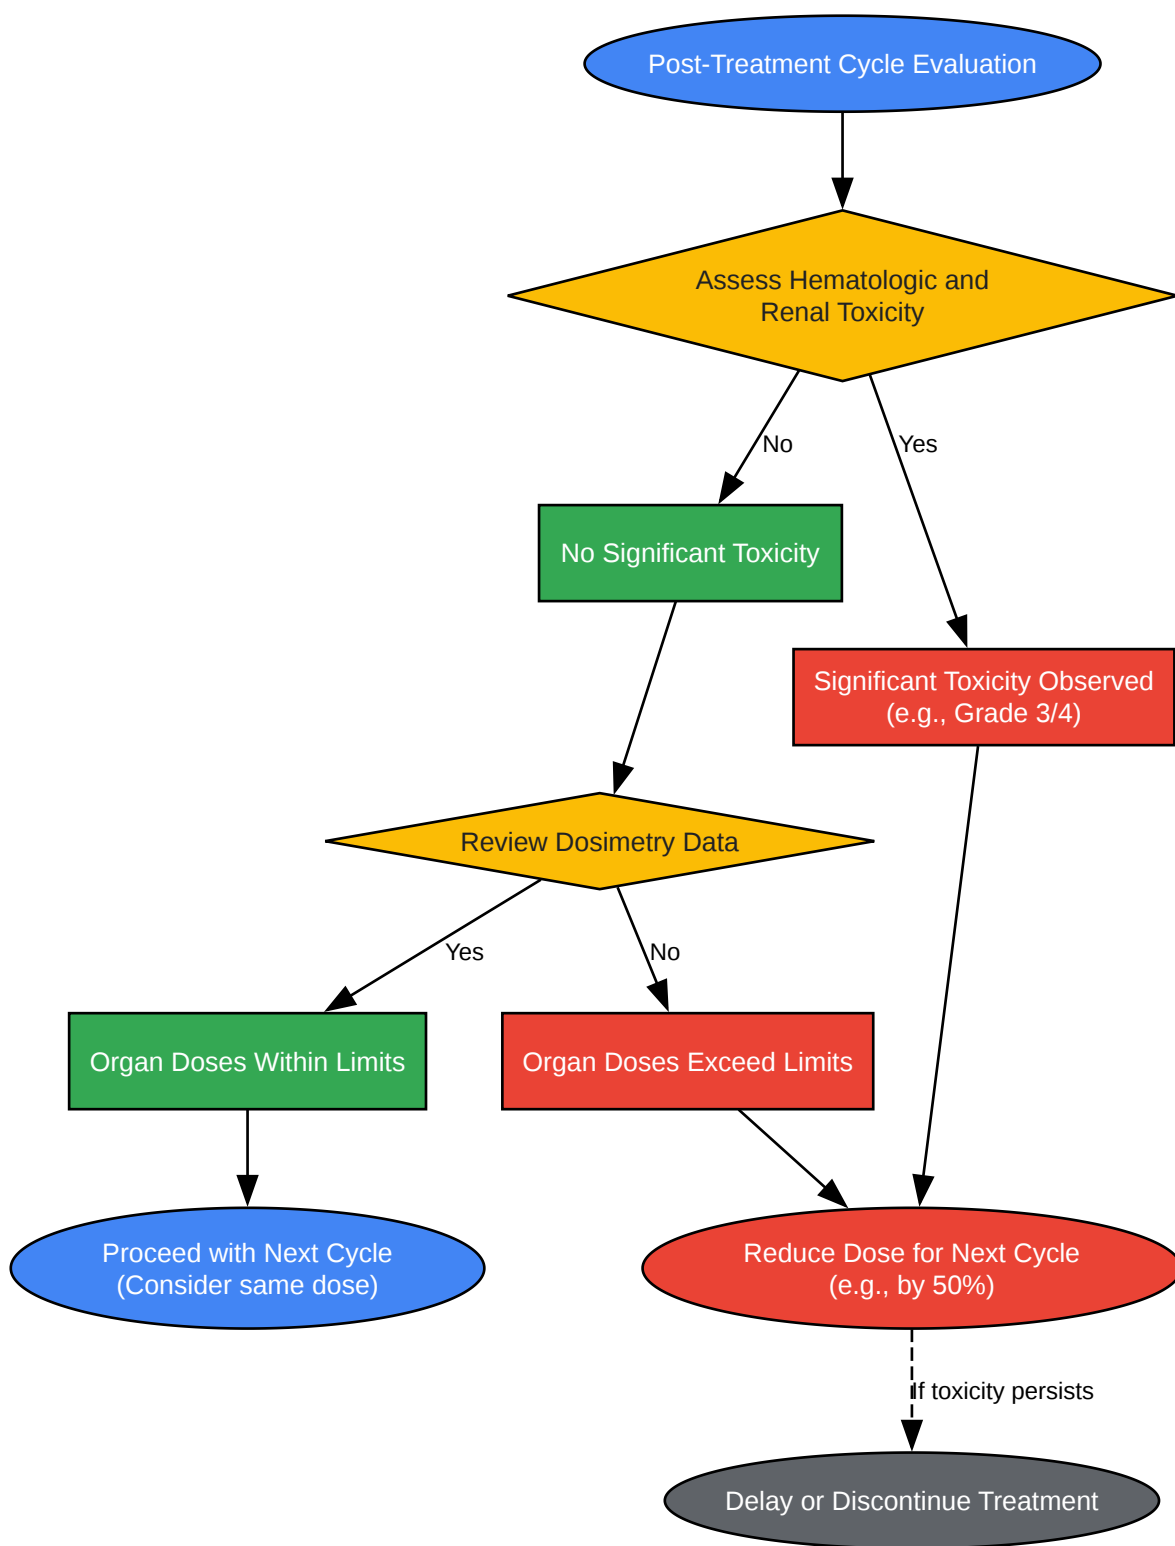 Post-Treatment Cycle Evaluation
Assess Hematologic and
Renal Toxicity
No
Yes
No Significant Toxicity
Significant Toxicity Observed
(e.g., Grade 3/4)
Review Dosimetry Data
Yes
No
Organ Doses Within Limits
Organ Doses Exceed Limits
Proceed with Next Cycle
(Consider same dose)
Reduce Dose for Next Cycle
(e.g., by 50%)
If toxicity persists
Delay or Discontinue Treatment